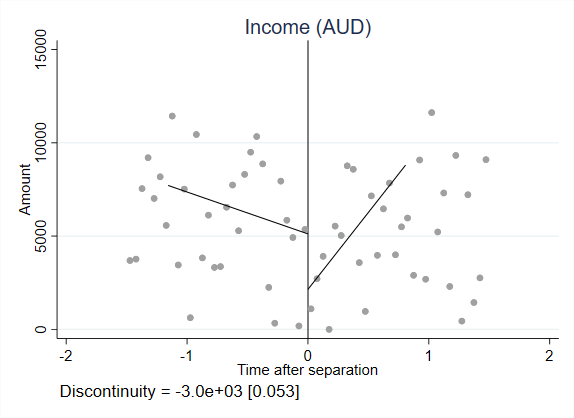 Income (AUD)
15000
10000
5000
0
Amount
-2 -1 0 1 2
Time after separation
Discontinuity = -3.0e+03 [0.053]